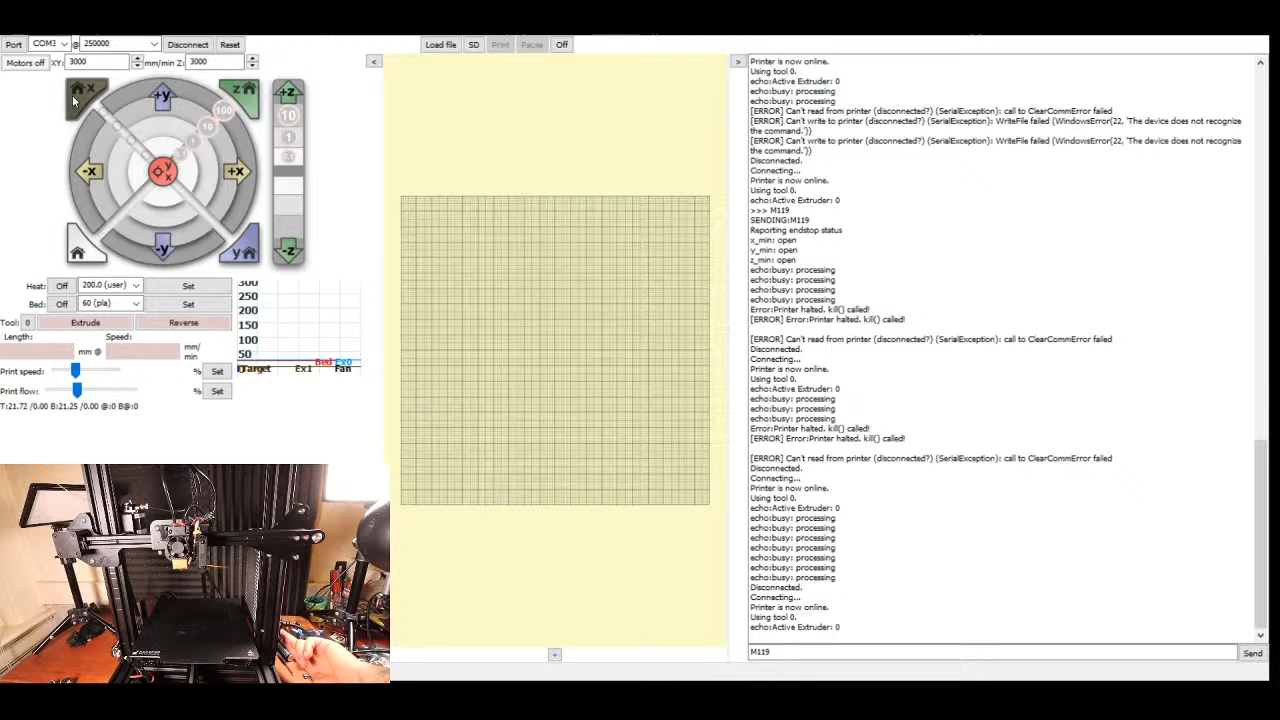 Port COM3 @ 250000 Disconnect Reset
Motors off XY: 3000 mm/min Z: 3000
Load file SD Print Pause Off
<
>
x
+y
z
100
10
1
-x
y
x
+x
-y
y
+z
10
1
-z
Heat: Off 200.0 (user) Set
Bed: Off 60 (pla) Set
Tool: 0 Extrude Reverse
Length: Speed:
mm @ mm/
min
Print speed: % Set
Print flow: % Set
T:21.72 /0.00 B:21.25 /0.00 @:0 B@:0
300
250
200
150
100
50
Bed Ex0
Target Ex1 Fan
+
Printer is now online.
Using tool 0.
echo:Active Extruder: 0
echo:busy: processing
echo:busy: processing
[ERROR] Can't read from printer (disconnected?) (SerialException): call to ClearCommError failed
[ERROR] Can't write to printer (disconnected?) (SerialException): WriteFile failed (WindowsError(22, 'The device does not recognize
the command.'))
[ERROR] Can't write to printer (disconnected?) (SerialException): WriteFile failed (WindowsError(22, 'The device does not recognize
the command.'))
Disconnected.
Connecting...
Printer is now online.
Using tool 0.
echo:Active Extruder: 0
>>> M119
SENDING:M119
Reporting endstop status
x_min: open
y_min: open
z_min: open
echo:busy: processing
echo:busy: processing
echo:busy: processing
echo:busy: processing
Error:Printer halted. kill() called!
[ERROR] Error:Printer halted. kill() called!
[ERROR] Can't read from printer (disconnected?) (SerialException): call to ClearCommError failed
Disconnected.
Connecting...
Printer is now online.
Using tool 0.
echo:Active Extruder: 0
echo:busy: processing
echo:busy: processing
echo:busy: processing
Error:Printer halted. kill() called!
[ERROR] Error:Printer halted. kill() called!
[ERROR] Can't read from printer (disconnected?) (SerialException): call to ClearCommError failed
Disconnected.
Connecting...
Printer is now online.
Using tool 0.
echo:Active Extruder: 0
echo:busy: processing
echo:busy: processing
echo:busy: processing
echo:busy: processing
echo:busy: processing
echo:busy: processing
echo:busy: processing
Disconnected.
Connecting...
Printer is now online.
Using tool 0.
echo:Active Extruder: 0
M119 Send